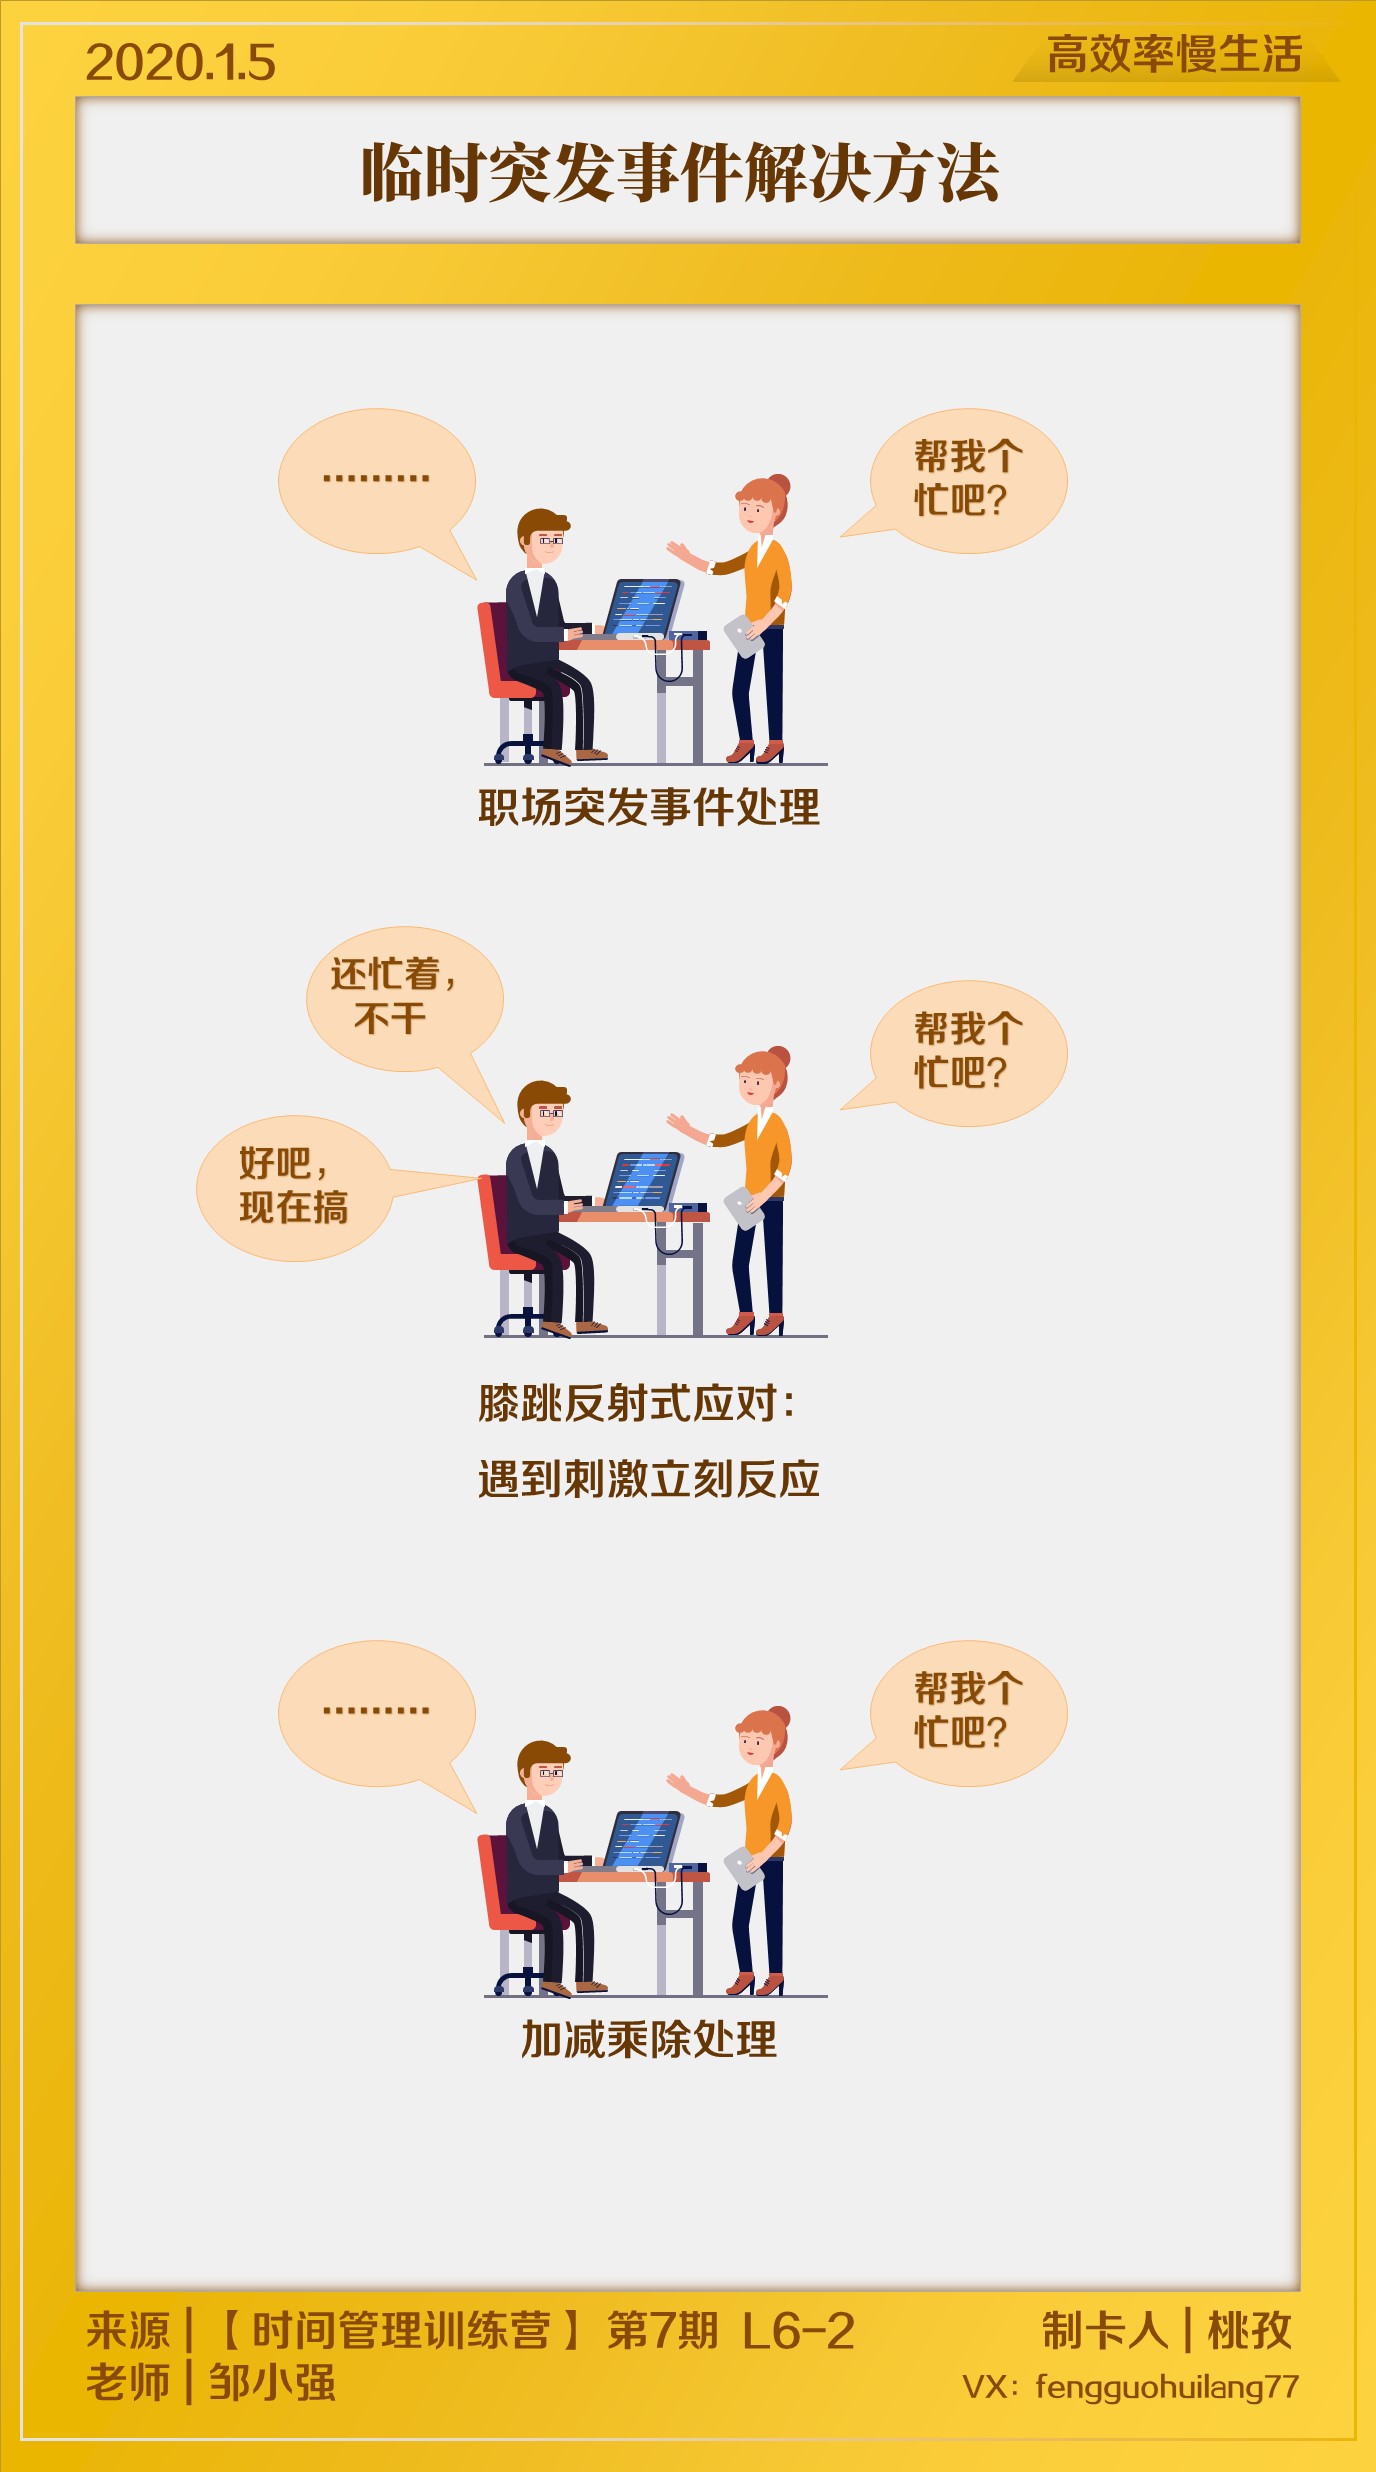 2020.1.5
高效率慢生活
临时突发事件解决方法
………
帮我个
忙吧？
职场突发事件处理
还忙着，
不干
帮我个
忙吧？
好吧，
现在搞
膝跳反射式应对：
遇到刺激立刻反应
………
帮我个
忙吧？
加减乘除处理
来源｜【时间管理训练营】第7期 L6-2
制卡人｜桃孜
老师｜邹小强
VX：fengguohuilang77